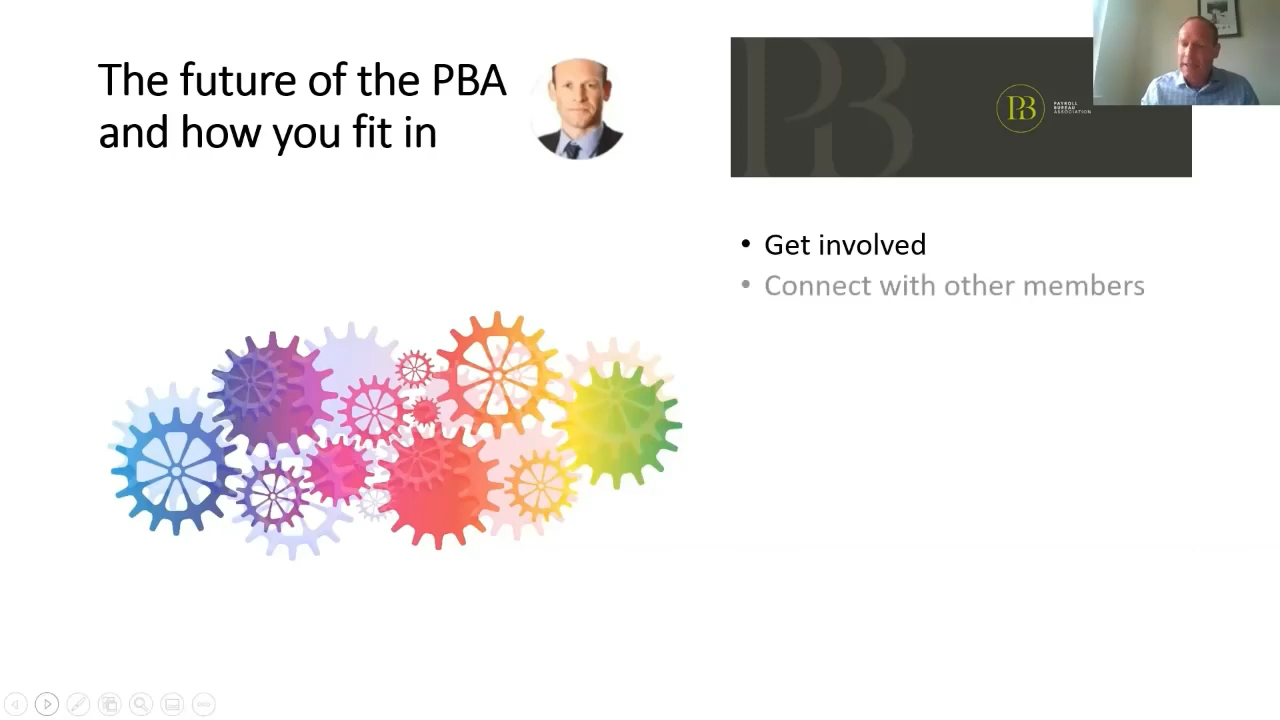 The future of the PBA
and how you fit in
PB
PB
PAYROLL
BUREAU
ASSOCIATION
• Get involved
• Connect with other members